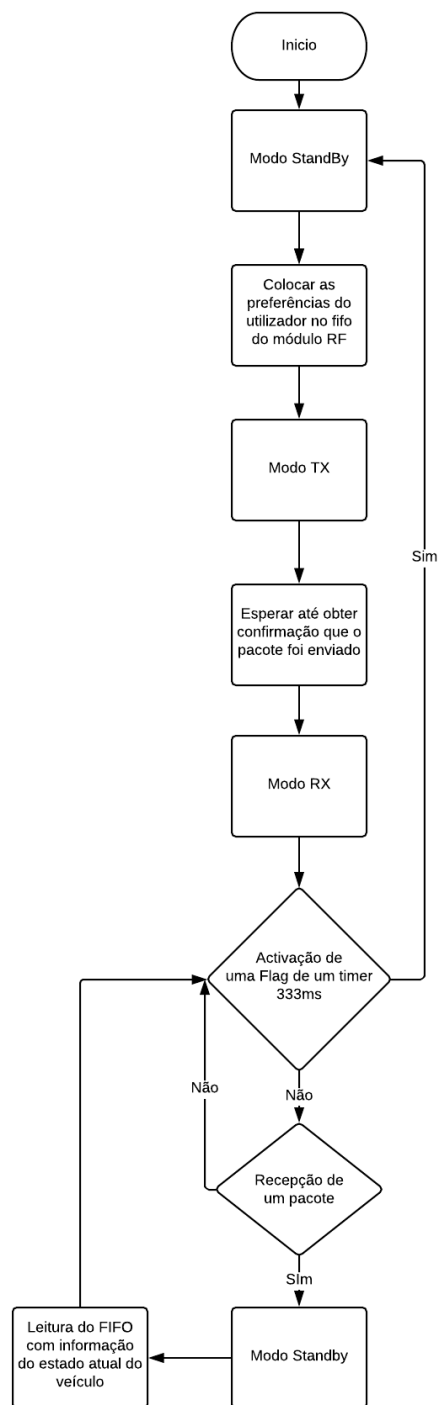 Inicio
Modo StandBy
Colocar as
preferências do
utilizador no fifo
do módulo RF
Modo TX
Sim
Esperar até obter
confirmação que o
pacote foi enviado
Modo RX
Activação de
uma Flag de um timer
333ms
Não
Não
Recepção de
um pacote
SIm
Modo Standby
Leitura do FIFO
com informação
do estado atual do
veículo